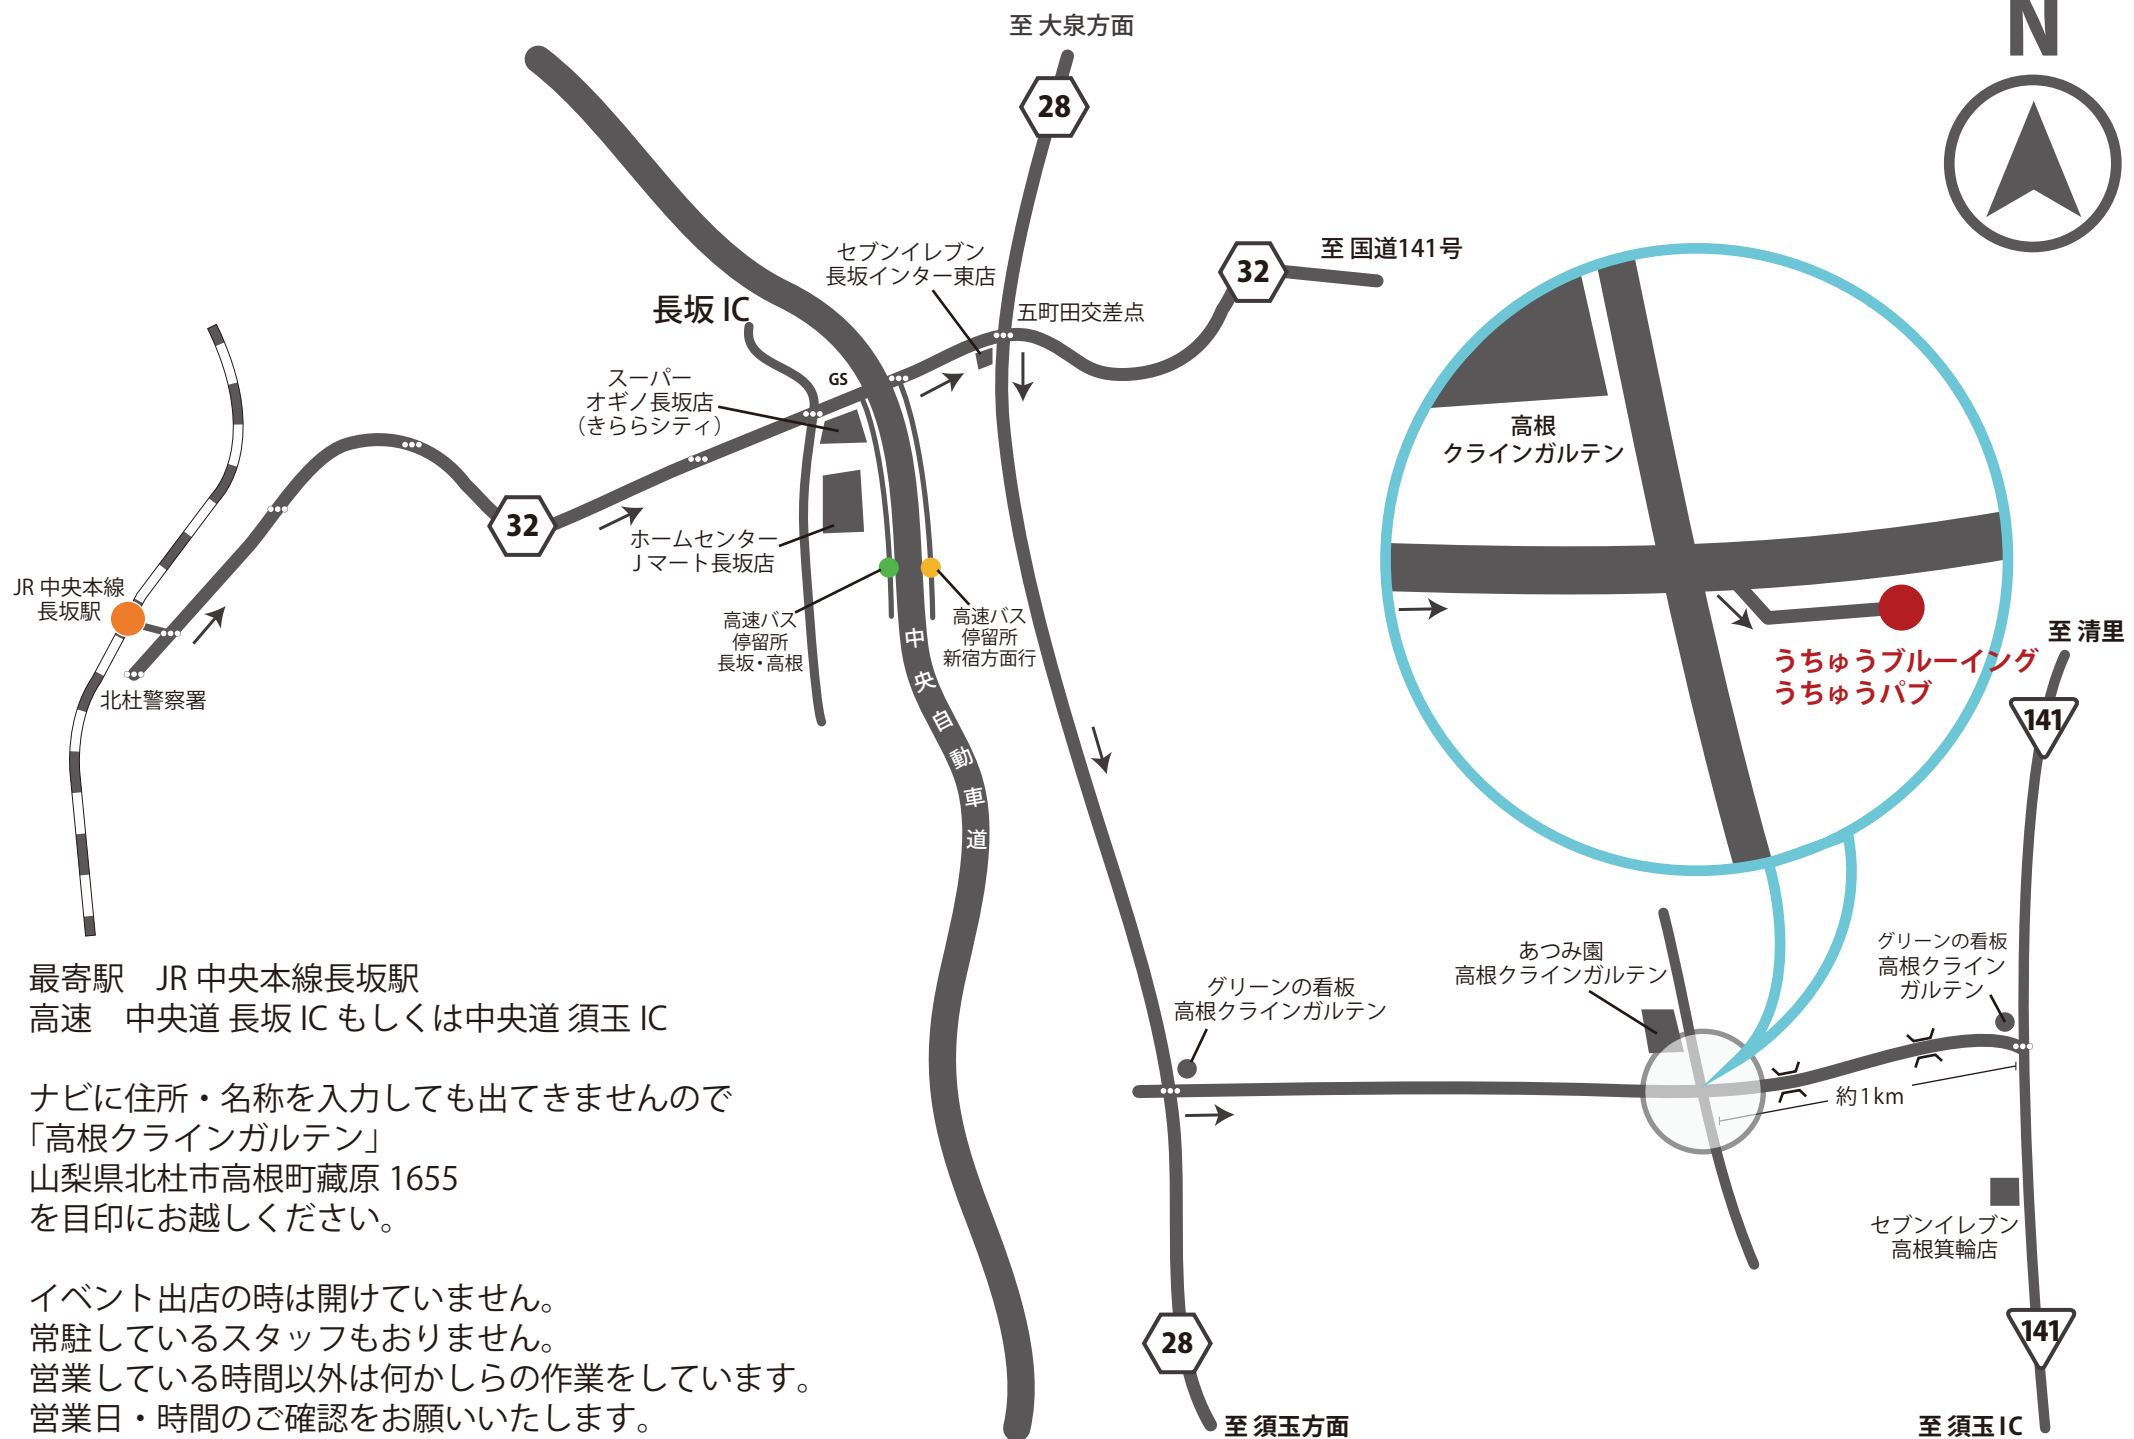 至 大泉方面
N
28
セブンイレブン
長坂インター東店
32
至 国道141号
長坂 IC
五町田交差点
GS
スーパー
オギノ長坂店
（きららシティ）
高根
クラインガルテン
32
ホームセンター
Jマート長坂店
JR 中央本線
長坂駅
北杜警察署
高速バス
停留所
長坂・高根
高速バス
停留所
新宿方面行
中央自動車道
うちゅうブルーイング
うちゅうパブ
至 清里
141
あつみ園
高根クラインガルテン
グリーンの看板
高根クライン
ガルテン
グリーンの看板
高根クラインガルテン
約1km
セブンイレブン
高根箕輪店
28
141
至 須玉方面
至 須玉 IC
最寄駅　JR 中央本線長坂駅
高速　中央道 長坂 IC もしくは中央道 須玉 IC
ナビに住所・名称を入力しても出てきませんので
「高根クラインガルテン」
山梨県北杜市高根町藏原 1655
を目印にお越しください。
イベント出店の時は開けていません。
常駐しているスタッフもおりません。
営業している時間以外は何かしらの作業をしています。
営業日・時間のご確認をお願いいたします。